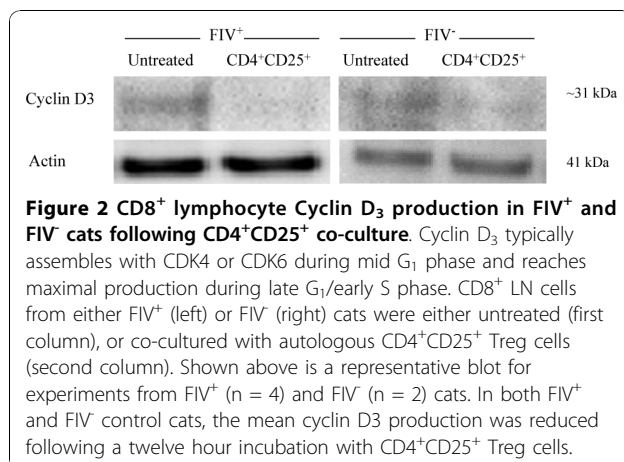 FIV⁺ FIV⁻
Untreated CD4⁺CD25⁺ Untreated CD4⁺CD25⁺
Cyclin D3 ~31 kDa
Actin 41 kDa
Figure 2 CD8⁺ lymphocyte Cyclin D₃ production in FIV⁺ and
FIV⁻ cats following CD4⁺CD25⁺ co-culture. Cyclin D₃ typically
assembles with CDK4 or CDK6 during mid G₁ phase and reaches
maximal production during late G₁/early S phase. CD8⁺ LN cells
from either FIV⁺ (left) or FIV⁻ (right) cats were either untreated (first
column), or co-cultured with autologous CD4⁺CD25⁺ Treg cells
(second column). Shown above is a representative blot for
experiments from FIV⁺ (n = 4) and FIV⁻ (n = 2) cats. In both FIV⁺
and FIV⁻ control cats, the mean cyclin D3 production was reduced
following a twelve hour incubation with CD4⁺CD25⁺ Treg cells.